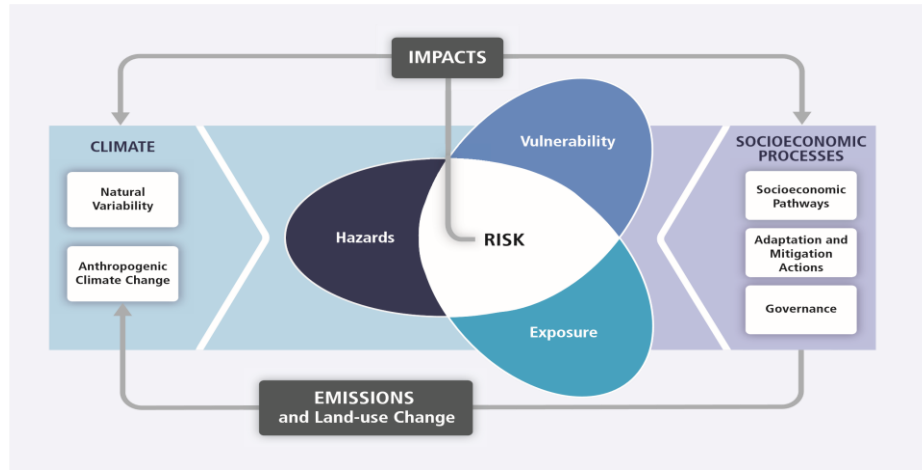 IMPACTS
CLIMATE
Natural
Variability
Anthropogenic
Climate Change
Vulnerability
Hazards
RISK
Exposure
SOCIOECONOMIC
PROCESSES
Socioeconomic
Pathways
Adaptation and
Mitigation
Actions
Governance
EMISSIONS
and Land-use Change